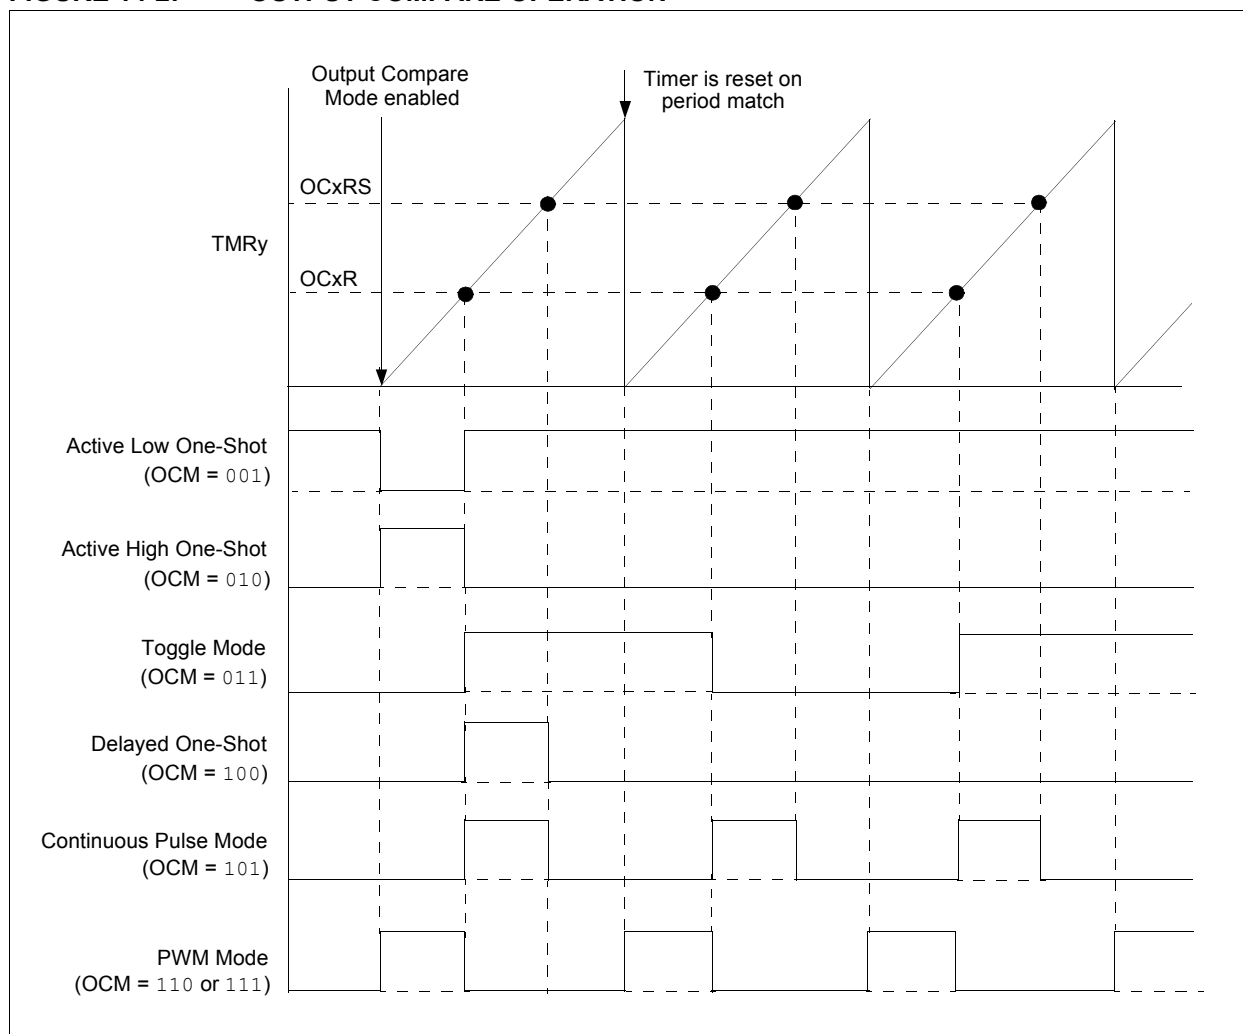 Output Compare
Mode enabled
Timer is reset on
period match
OCxRS
TMRy
OCxR
Active Low One-Shot
(OCM = 001)
Active High One-Shot
(OCM = 010)
Toggle Mode
(OCM = 011)
Delayed One-Shot
(OCM = 100)
Continuous Pulse Mode
(OCM = 101)
PWM Mode
(OCM = 110 or 111)